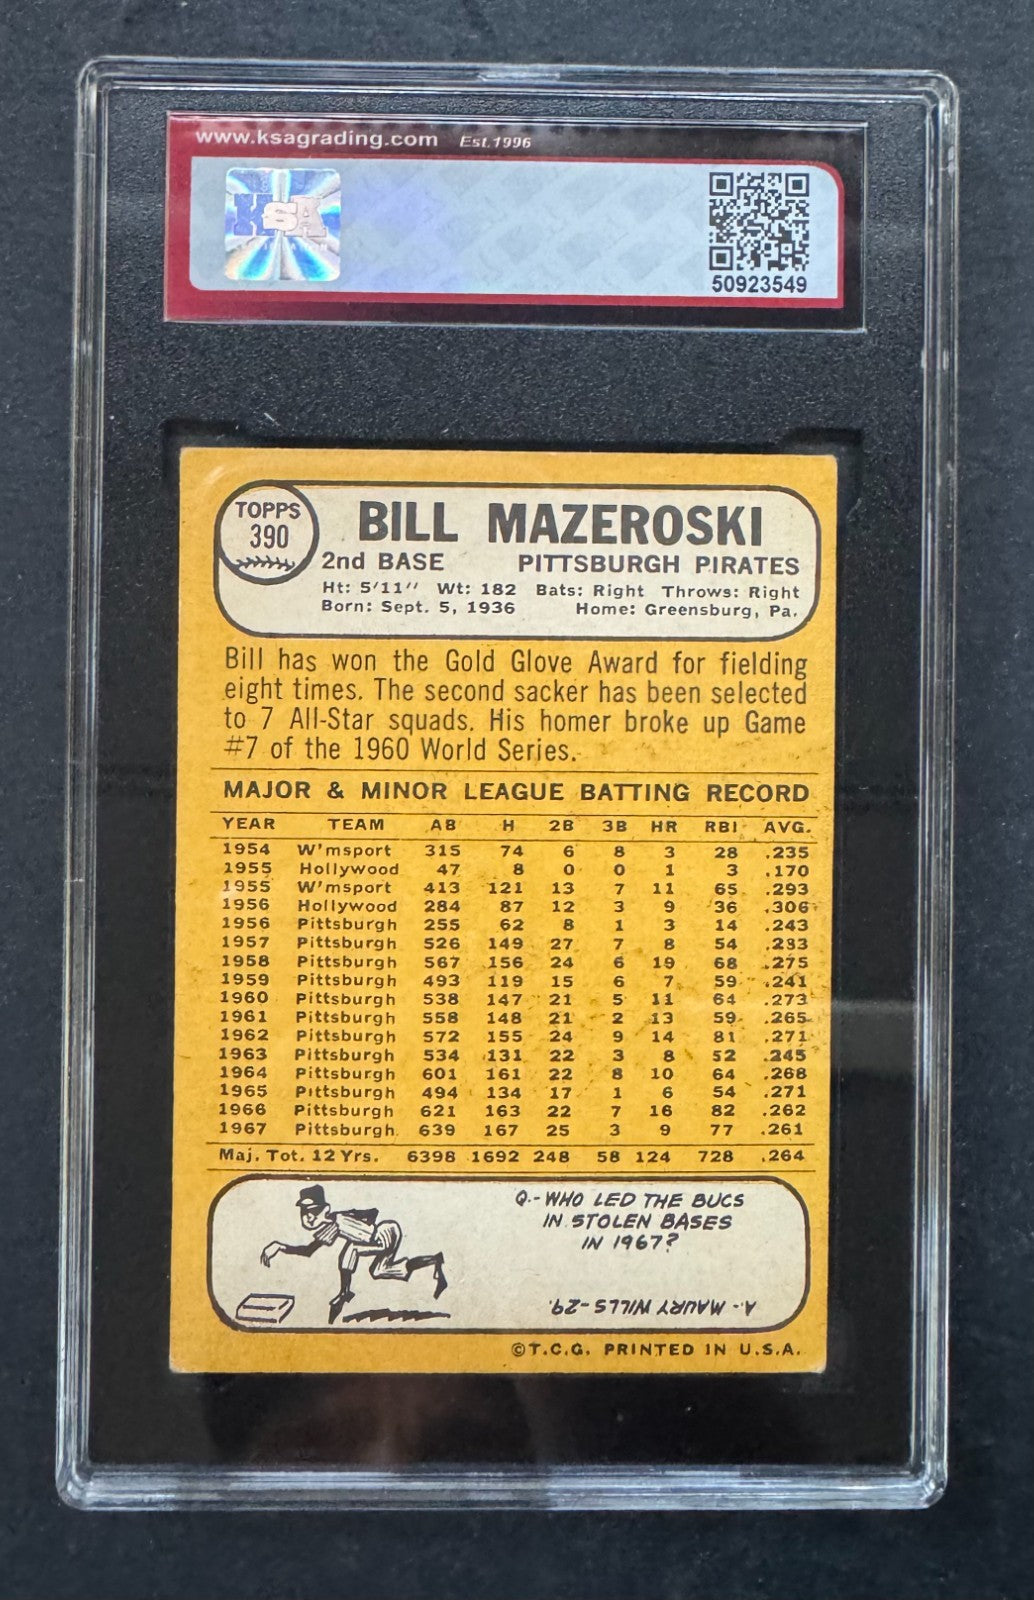 www.ksagrading.com Est.1996
KSA
50923549
TOPPS
390
BILL MAZEROSKI
2nd BASE PITTSBURGH PIRATES
Ht: 5'11" Wt: 182 Bats: Right Throws: Right
Born: Sept. 5, 1936 Home: Greensburg, Pa.
Bill has won the Gold Glove Award for fielding
eight times. The second sacker has been selected
to 7 All-Star squads. His homer broke up Game
#7 of the 1960 World Series.
MAJOR & MINOR LEAGUE BATTING RECORD
YEAR TEAM AB H 2B 3B HR RBI AVG.
1954 W'msport 315 74 6 8 3 28 .235
1955 Hollywood 47 8 0 0 1 3 .170
1955 W'msport 413 121 13 7 11 65 .293
1956 Hollywood 284 87 12 3 9 36 .306
1956 Pittsburgh 255 62 8 1 3 14 .243
1957 Pittsburgh 526 149 27 7 8 54 .283
1958 Pittsburgh 567 156 24 6 19 68 .275
1959 Pittsburgh 493 119 15 6 7 59 .241
1960 Pittsburgh 538 147 21 5 11 64 .273
1961 Pittsburgh 558 148 21 2 13 59 .265
1962 Pittsburgh 572 155 24 9 14 81 .271
1963 Pittsburgh 534 131 22 3 8 52 .245
1964 Pittsburgh 601 161 22 8 10 64 .268
1965 Pittsburgh 494 134 17 1 6 54 .271
1966 Pittsburgh 621 163 22 7 16 82 .262
1967 Pittsburgh 639 167 25 3 9 77 .261
Maj. Tot. 12 Yrs. 6398 1692 248 58 124 728 .264
Q.- WHO LED THE BUCS
IN STOLEN BASES
IN 1967?
A.- MAURY WILLS-29.
©T.C.G. PRINTED IN U.S.A.